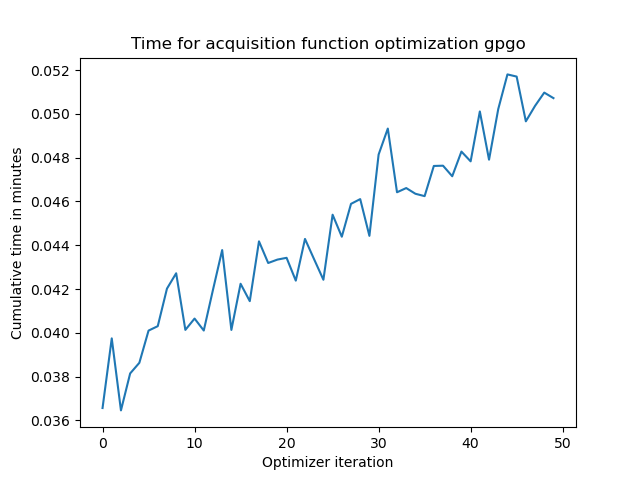 Time for acquisition function optimization gpgo
0.052
0.050
0.048
0.046
0.044
0.042
0.040
0.038
0.036
Cumulative time in minutes
0 10 20 30 40 50
Optimizer iteration